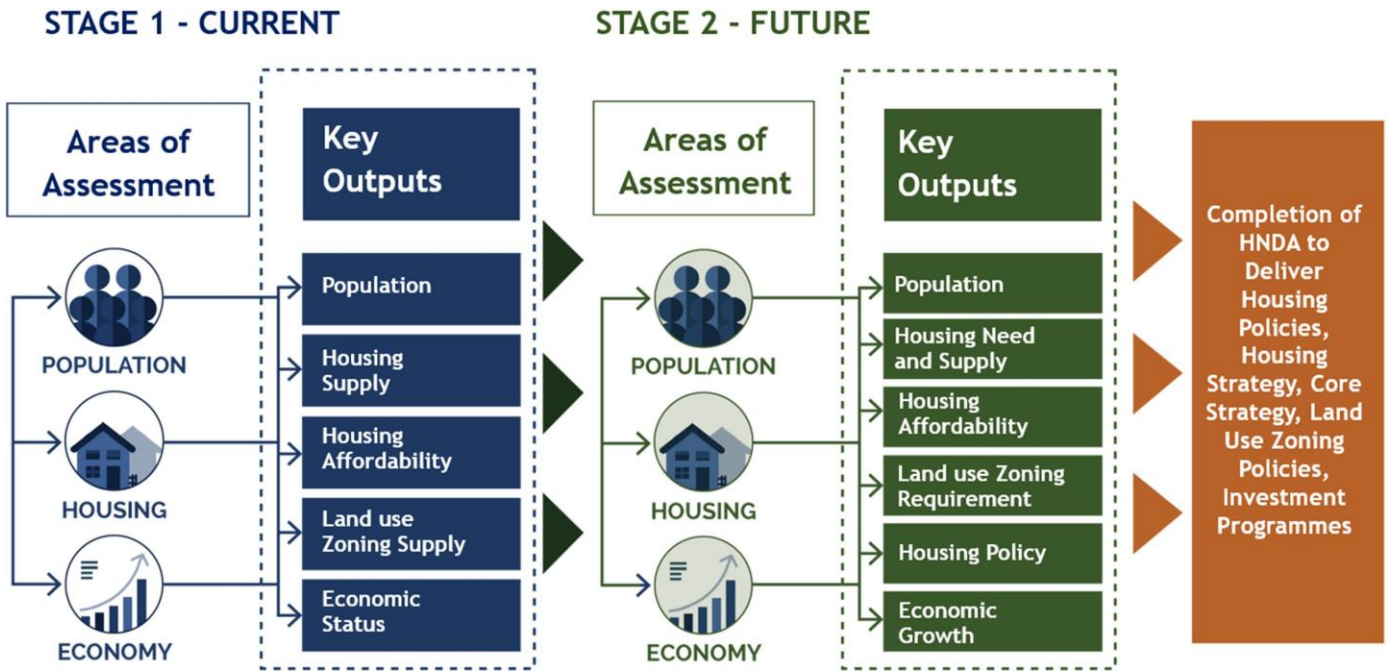 STAGE 1 - CURRENT
STAGE 2 - FUTURE
Areas of
Assessment
Key
Outputs
POPULATION
HOUSING
ECONOMY
Population
Housing
Supply
Housing
Affordability
Land use
Zoning Supply
Economic
Status
Areas of
Assessment
Key
Outputs
POPULATION
HOUSING
ECONOMY
Population
Housing Need
and Supply
Housing
Affordability
Land use Zoning
Requirement
Housing Policy
Economic
Growth
Completion of
HNDA to
Deliver
Housing
Policies,
Housing
Strategy, Core
Strategy, Land
Use Zoning
Policies,
Investment
Programmes